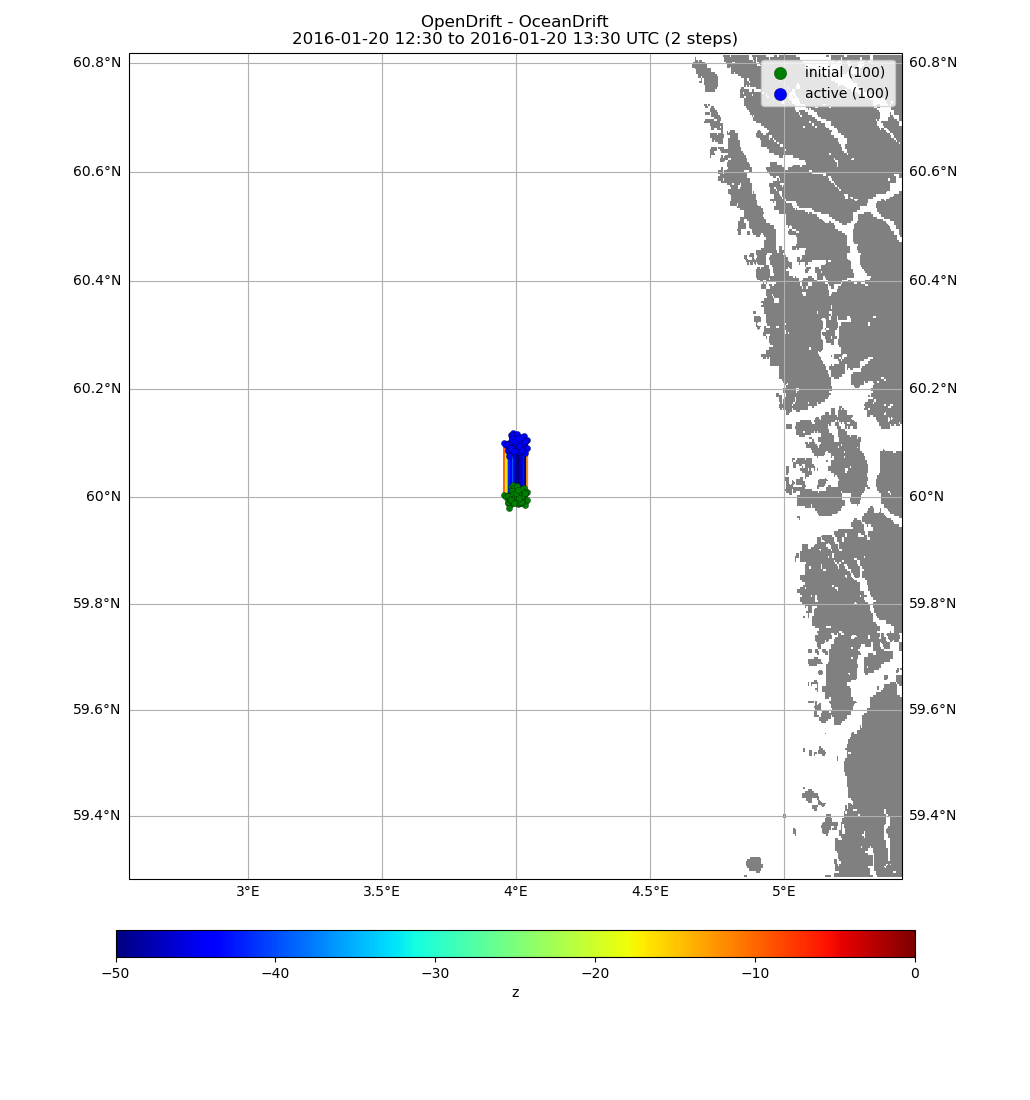 OpenDrift - OceanDrift
2016-01-20 12:30 to 2016-01-20 13:30 UTC (2 steps)
60.8°N 60.8°N
initial (100)
active (100)
60.6°N 60.6°N
60.4°N 60.4°N
60.2°N 60.2°N
60°N 60°N
59.8°N 59.8°N
59.6°N 59.6°N
59.4°N 59.4°N
3°E 3.5°E 4°E 4.5°E 5°E
−50 −40 −30 −20 −10 0
z